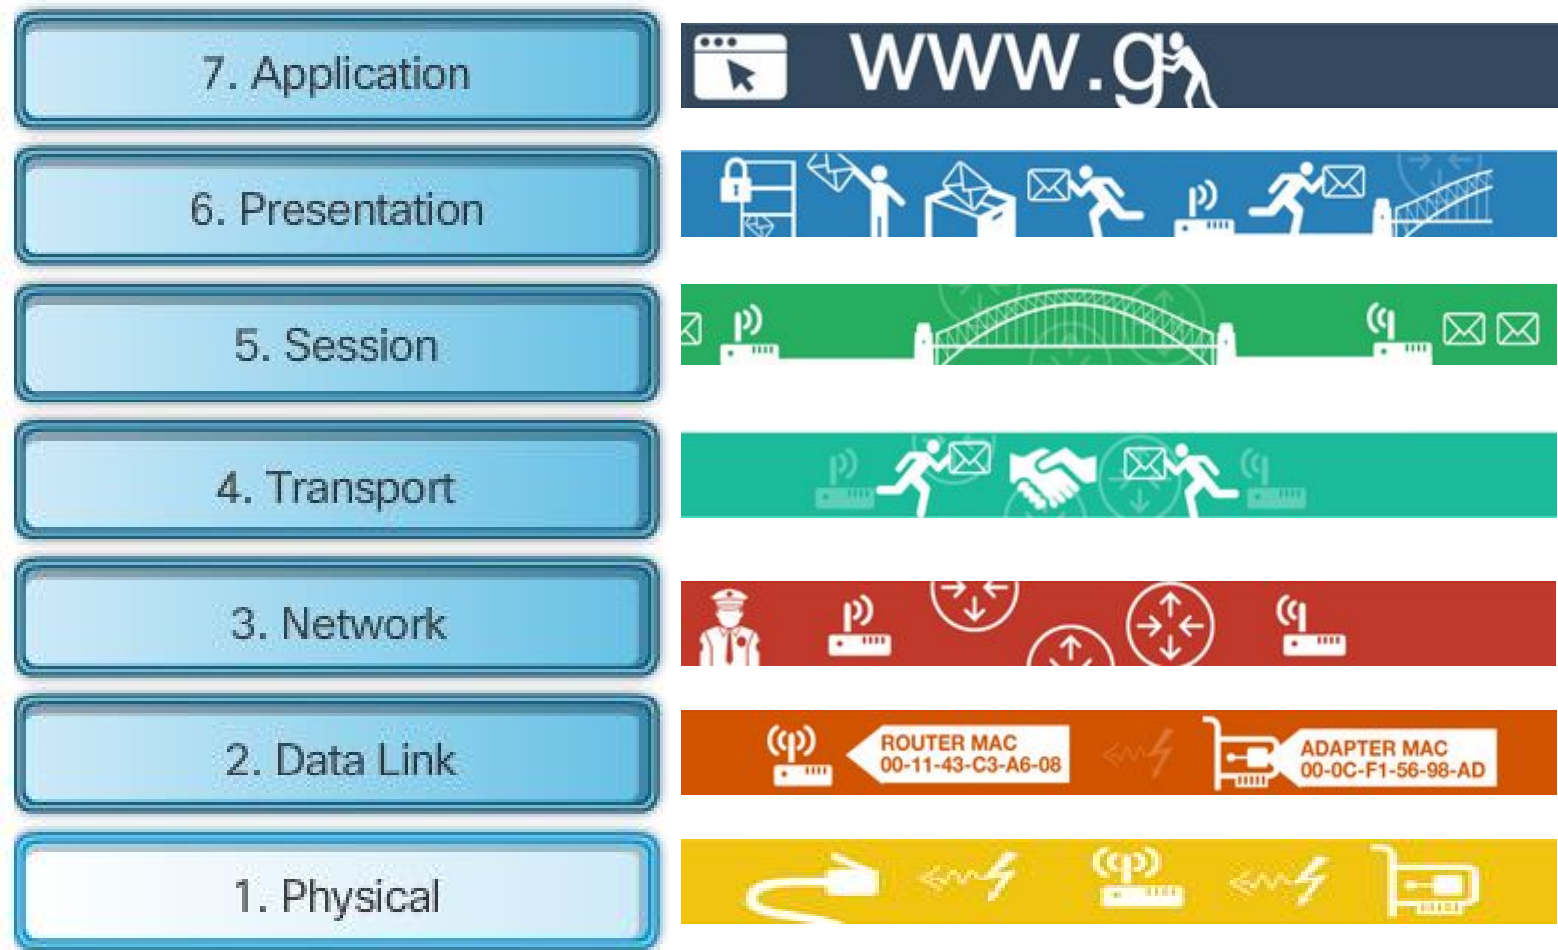 7. Application
www.g
6. Presentation
5. Session
4. Transport
3. Network
2. Data Link
ROUTER MAC
00-11-43-C3-A6-08
ADAPTER MAC
00-0C-F1-56-98-AD
1. Physical